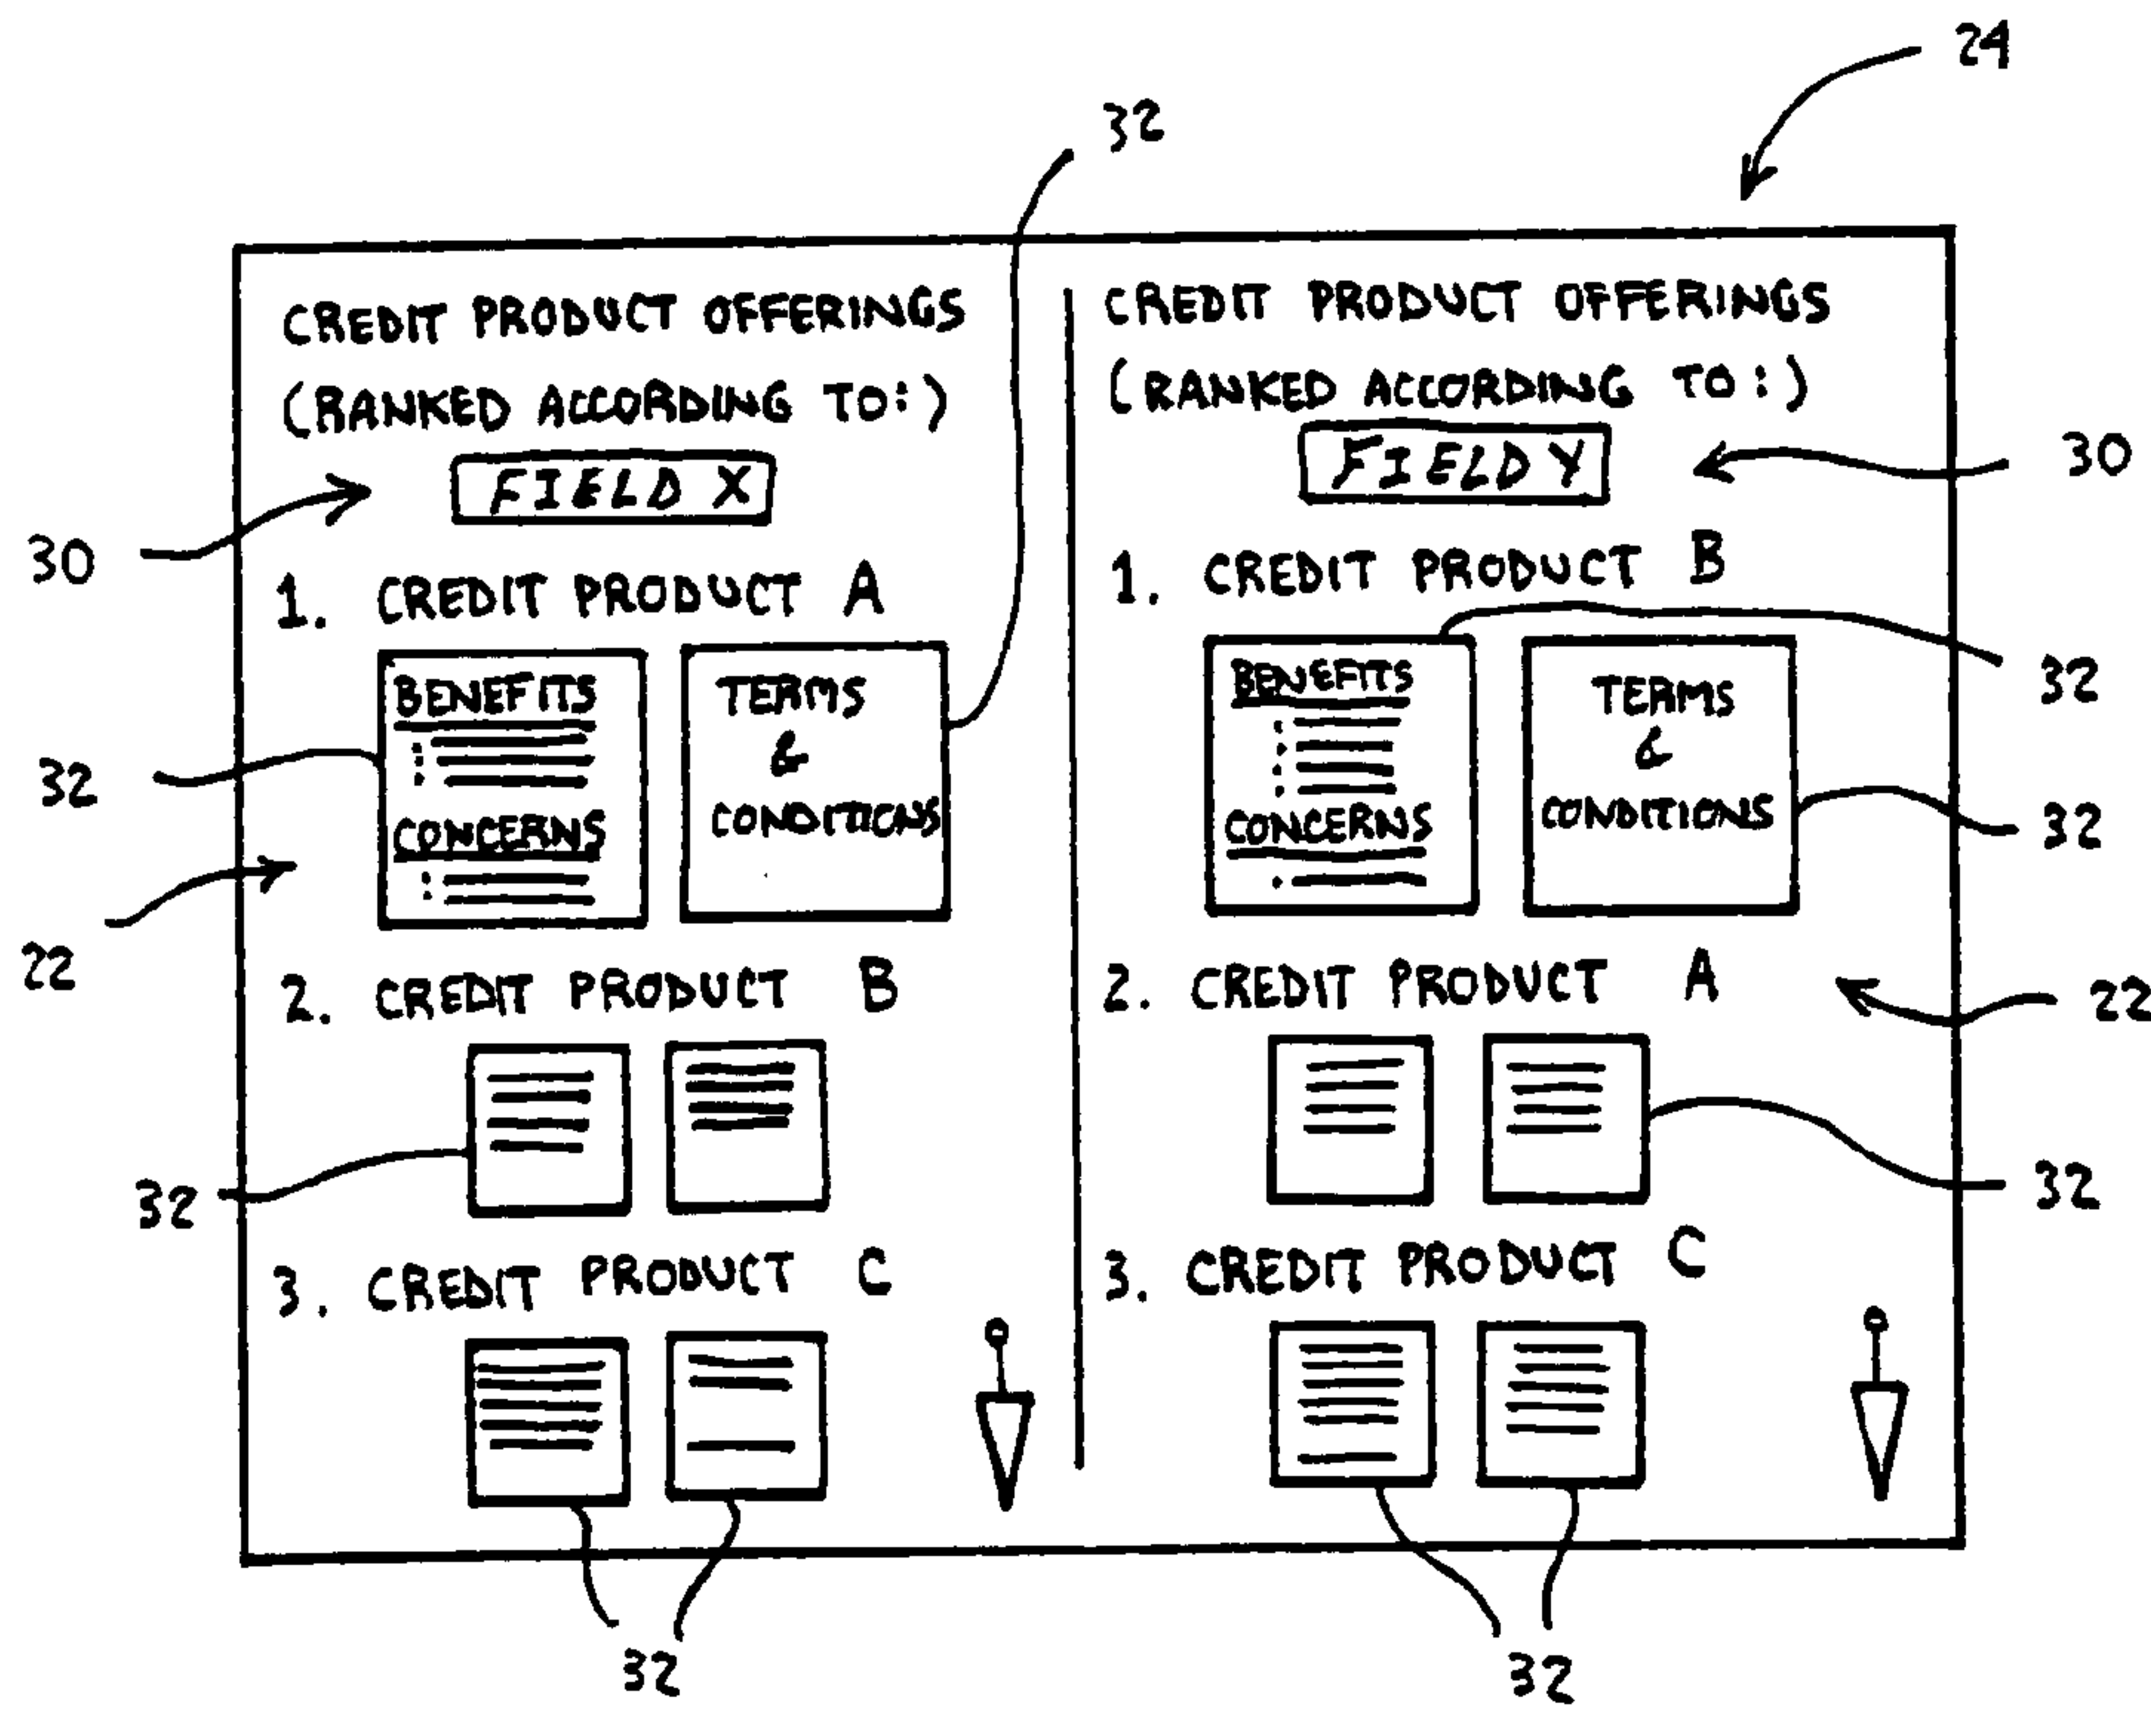 24
32
CREDIT PRODUCT OFFERINGS
(RANKED ACCORDING TO:)
FIELD X
30
1. CREDIT PRODUCT A
BENEFITS
CONCERNS
TERMS
&
CONDITIONS
32
22
2. CREDIT PRODUCT B
32
3. CREDIT PRODUCT C
32
CREDIT PRODUCT OFFERINGS
(RANKED ACCORDING TO:)
FIELD Y
30
1. CREDIT PRODUCT B
BENEFITS
CONCERNS
TERMS
&
CONDITIONS
32
32
2. CREDIT PRODUCT A
22
32
3. CREDIT PRODUCT C
32